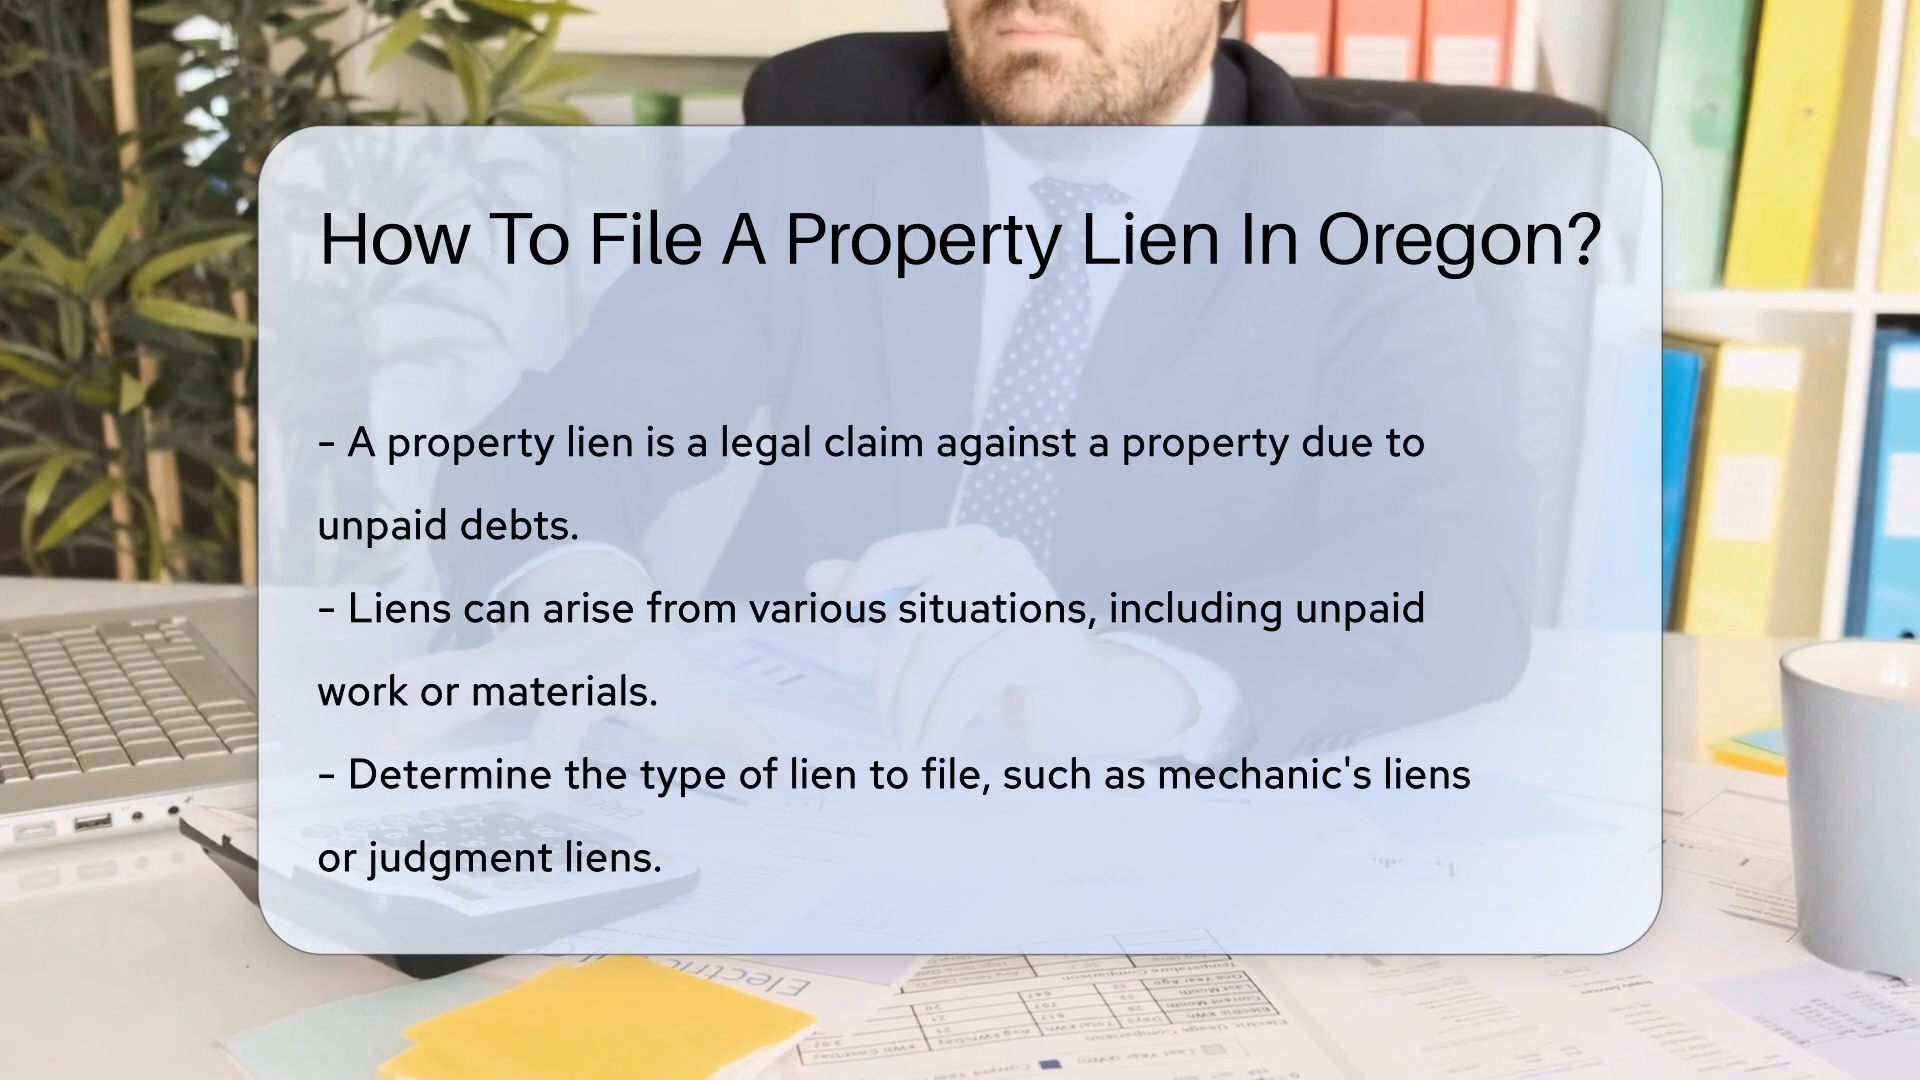 How To File A Property Lien In Oregon?
- A property lien is a legal claim against a property due to
unpaid debts.
- Liens can arise from various situations, including unpaid
work or materials.
- Determine the type of lien to file, such as mechanic's liens
or judgment liens.